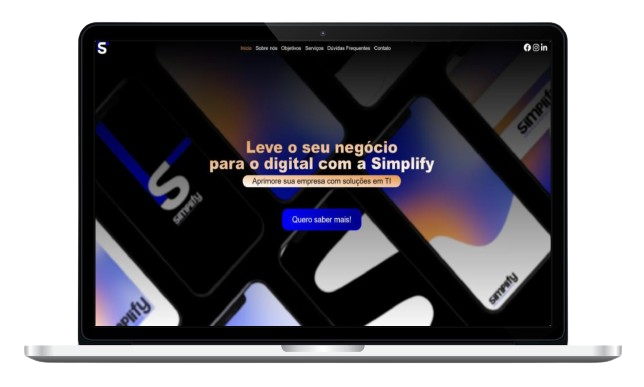 S
Início Sobre nós Objetivos Serviços Dúvidas Frequentes Contato
in
Leve o seu negócio
para o digital com a Simplify
Aprimore sua empresa com soluções em TI
Quero saber mais!
simplify
simplify
simplify